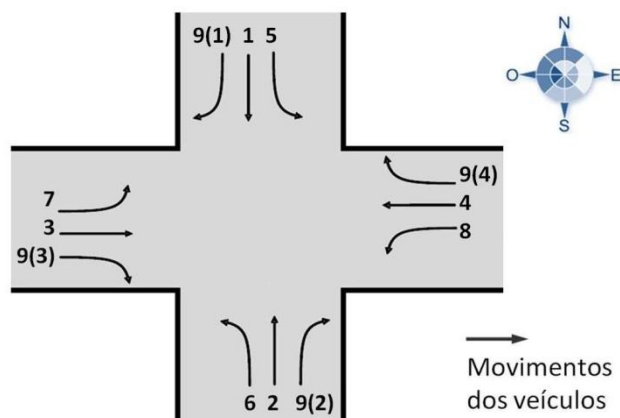 9(1) 1 5
N
O E
S
9(4)
7
4
3
8
9(3)
6 2 9(2)
Movimentos
dos veículos